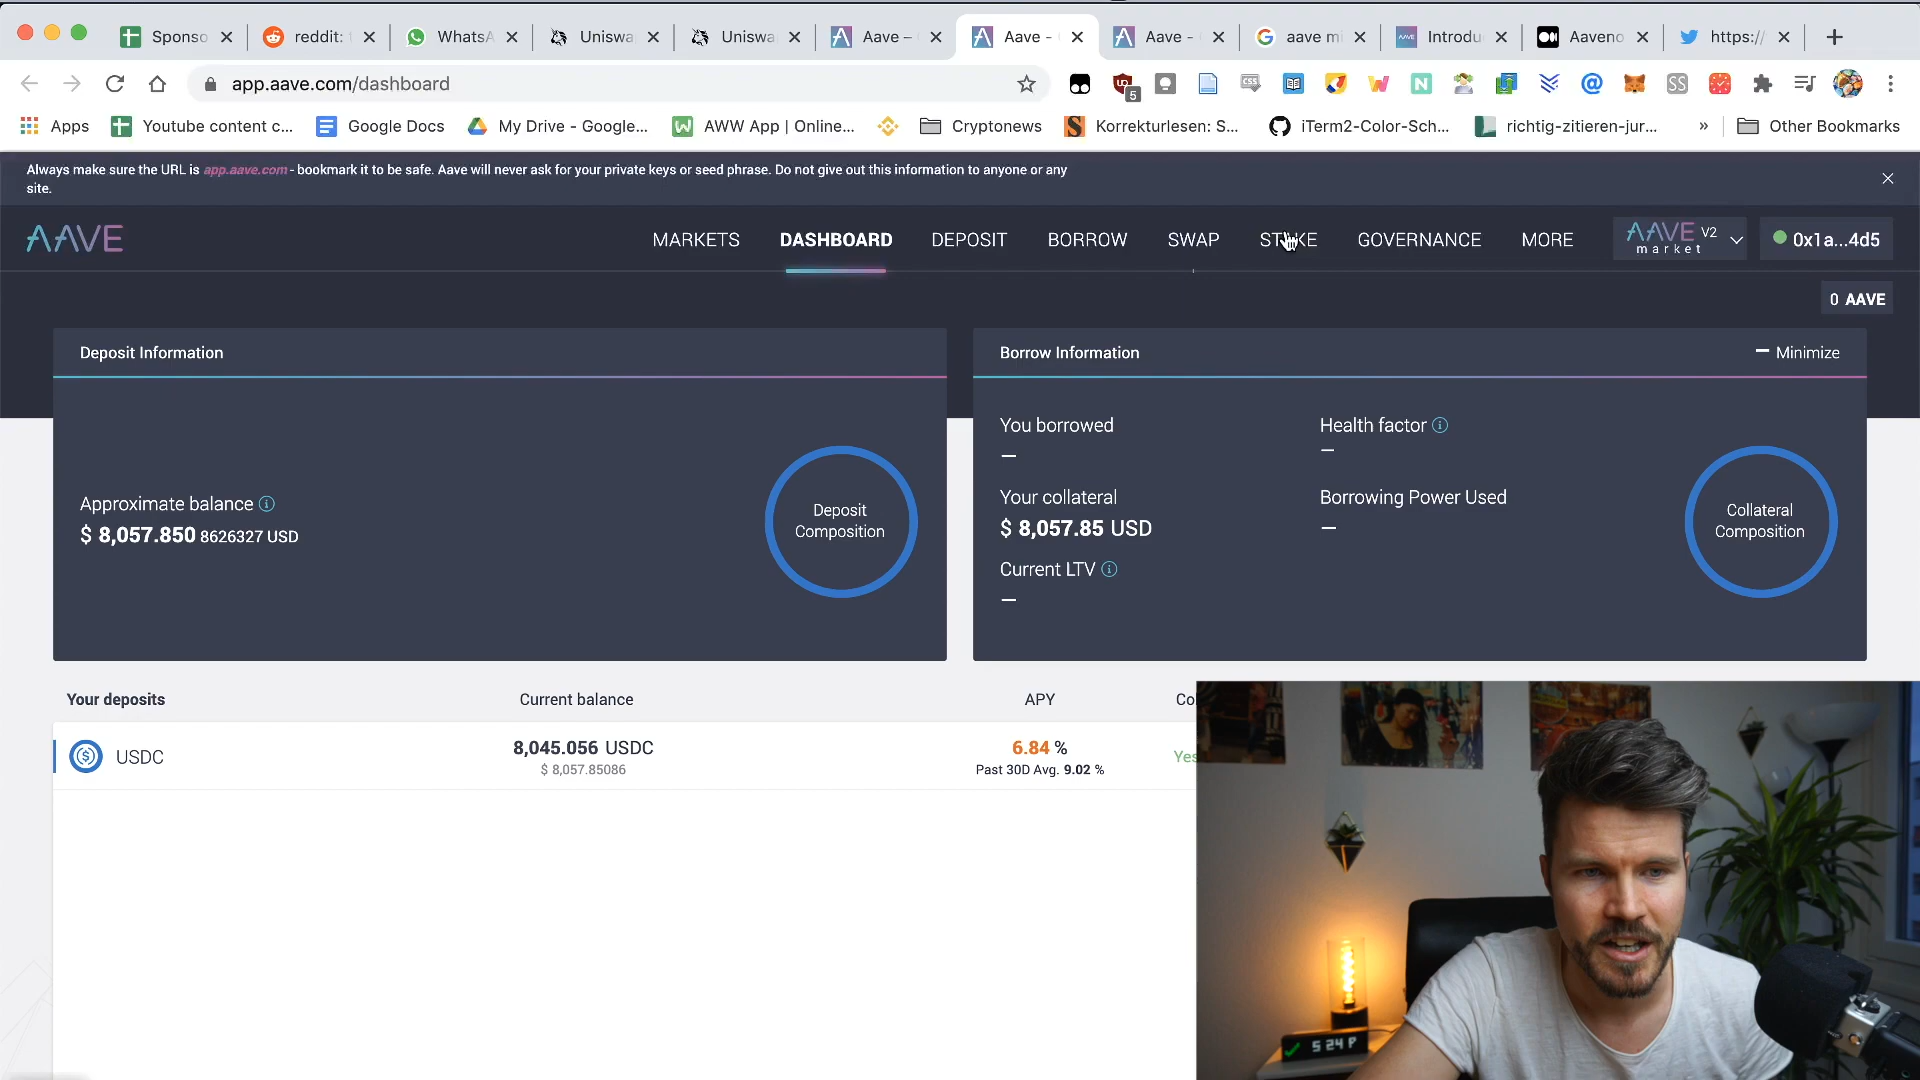 Sponso
reddit: t
WhatsA
Uniswa
Uniswa
Aave –
Aave -
Aave -
aave mi
Introdu
Aaveno
https://
app.aave.com/dashboard
5
Apps
Youtube content c...
Google Docs
My Drive - Google...
AWW App | Online...
Cryptonews
Korrekturlesen: S...
iTerm2-Color-Sch...
richtig-zitieren-jur...
»
Other Bookmarks
Always make sure the URL is app.aave.com - bookmark it to be safe. Aave will never ask for your private keys or seed phrase. Do not give out this information to anyone or any
site.
AAVE
MARKETS
DASHBOARD
DEPOSIT
BORROW
SWAP
STAKE
GOVERNANCE
MORE
AAVE V2
market
0x1a...4d5
0 AAVE
Deposit Information
Approximate balance
$ 8,057.850 8626327 USD
Deposit
Composition
Borrow Information
Minimize
You borrowed
—
Health factor
—
Your collateral
$ 8,057.85 USD
Borrowing Power Used
—
Current LTV
—
Collateral
Composition
Your deposits
Current balance
APY
Co
USDC
8,045.056 USDC
$ 8,057.85086
6.84 %
Past 30D Avg. 9.02 %
Yes
5 24 P